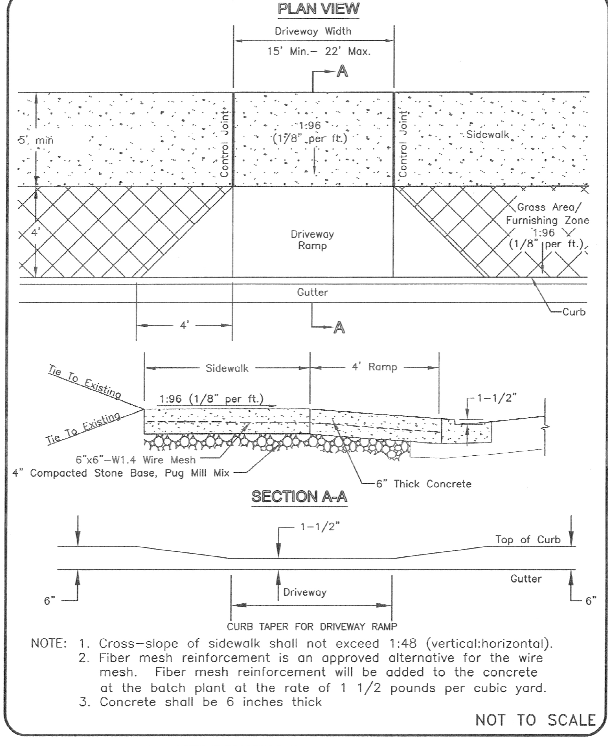 PLAN VIEW
Driveway Width
15' Min.– 22' Max.
A
5' min
Control Joint
1:96
(1/8" per ft.)
Control Joint
Sidewalk
4'
Driveway
Ramp
Grass Area/
Furnishing Zone
1:96
(1/8" per ft.)
Gutter
Curb
4'
A
Sidewalk
4' Ramp
Tie To Existing
1:96 (1/8" per ft.)
1-1/2"
Tie To Existing
6"x6"-W1.4 Wire Mesh
4" Compacted Stone Base, Pug Mill Mix
6" Thick Concrete
SECTION A-A
1-1/2"
Top of Curb
Gutter
6"
Driveway
6"
CURB TAPER FOR DRIVEWAY RAMP
NOTE: 1. Cross-slope of sidewalk shall not exceed 1:48 (vertical:horizontal).
2. Fiber mesh reinforcement is an approved alternative for the wire
mesh. Fiber mesh reinforcement will be added to the concrete
at the batch plant at the rate of 1 1/2 pounds per cubic yard.
3. Concrete shall be 6 inches thick
NOT TO SCALE